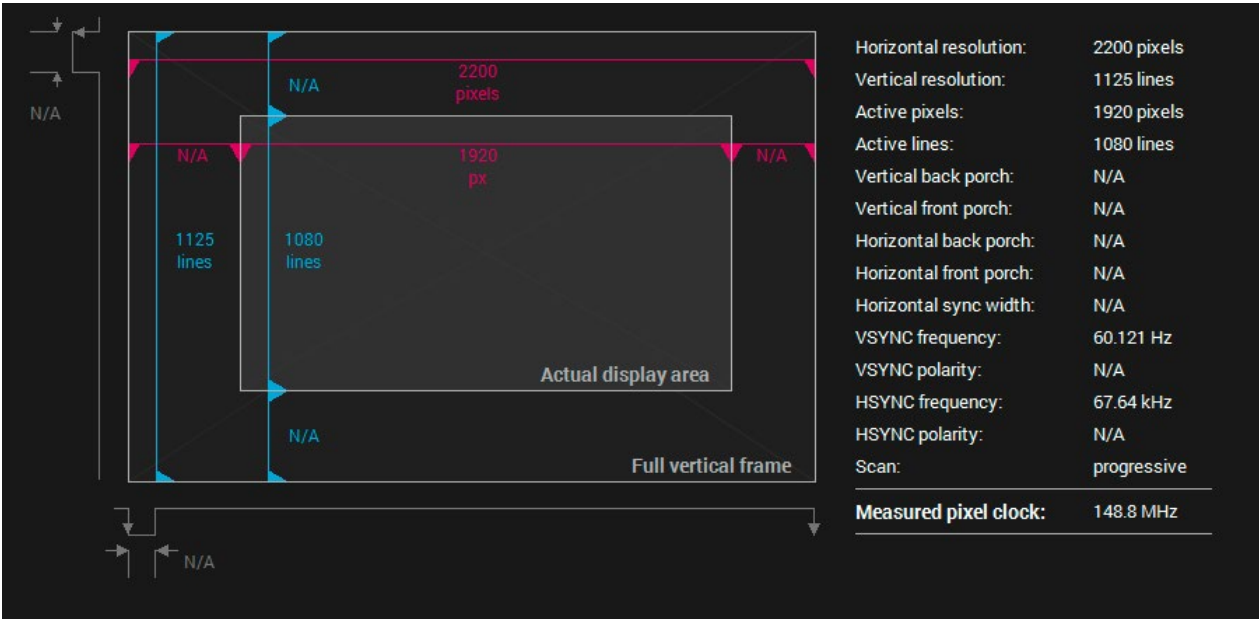 N/A
2200
pixels
N/A
N/A
1920
px
N/A
1125
lines
1080
lines
Actual display area
N/A
Full vertical frame
N/A
Horizontal resolution: 2200 pixels
Vertical resolution: 1125 lines
Active pixels: 1920 pixels
Active lines: 1080 lines
Vertical back porch: N/A
Vertical front porch: N/A
Horizontal back porch: N/A
Horizontal front porch: N/A
Horizontal sync width: N/A
VSYNC frequency: 60.121 Hz
VSYNC polarity: N/A
HSYNC frequency: 67.64 kHz
HSYNC polarity: N/A
Scan: progressive
Measured pixel clock: 148.8 MHz